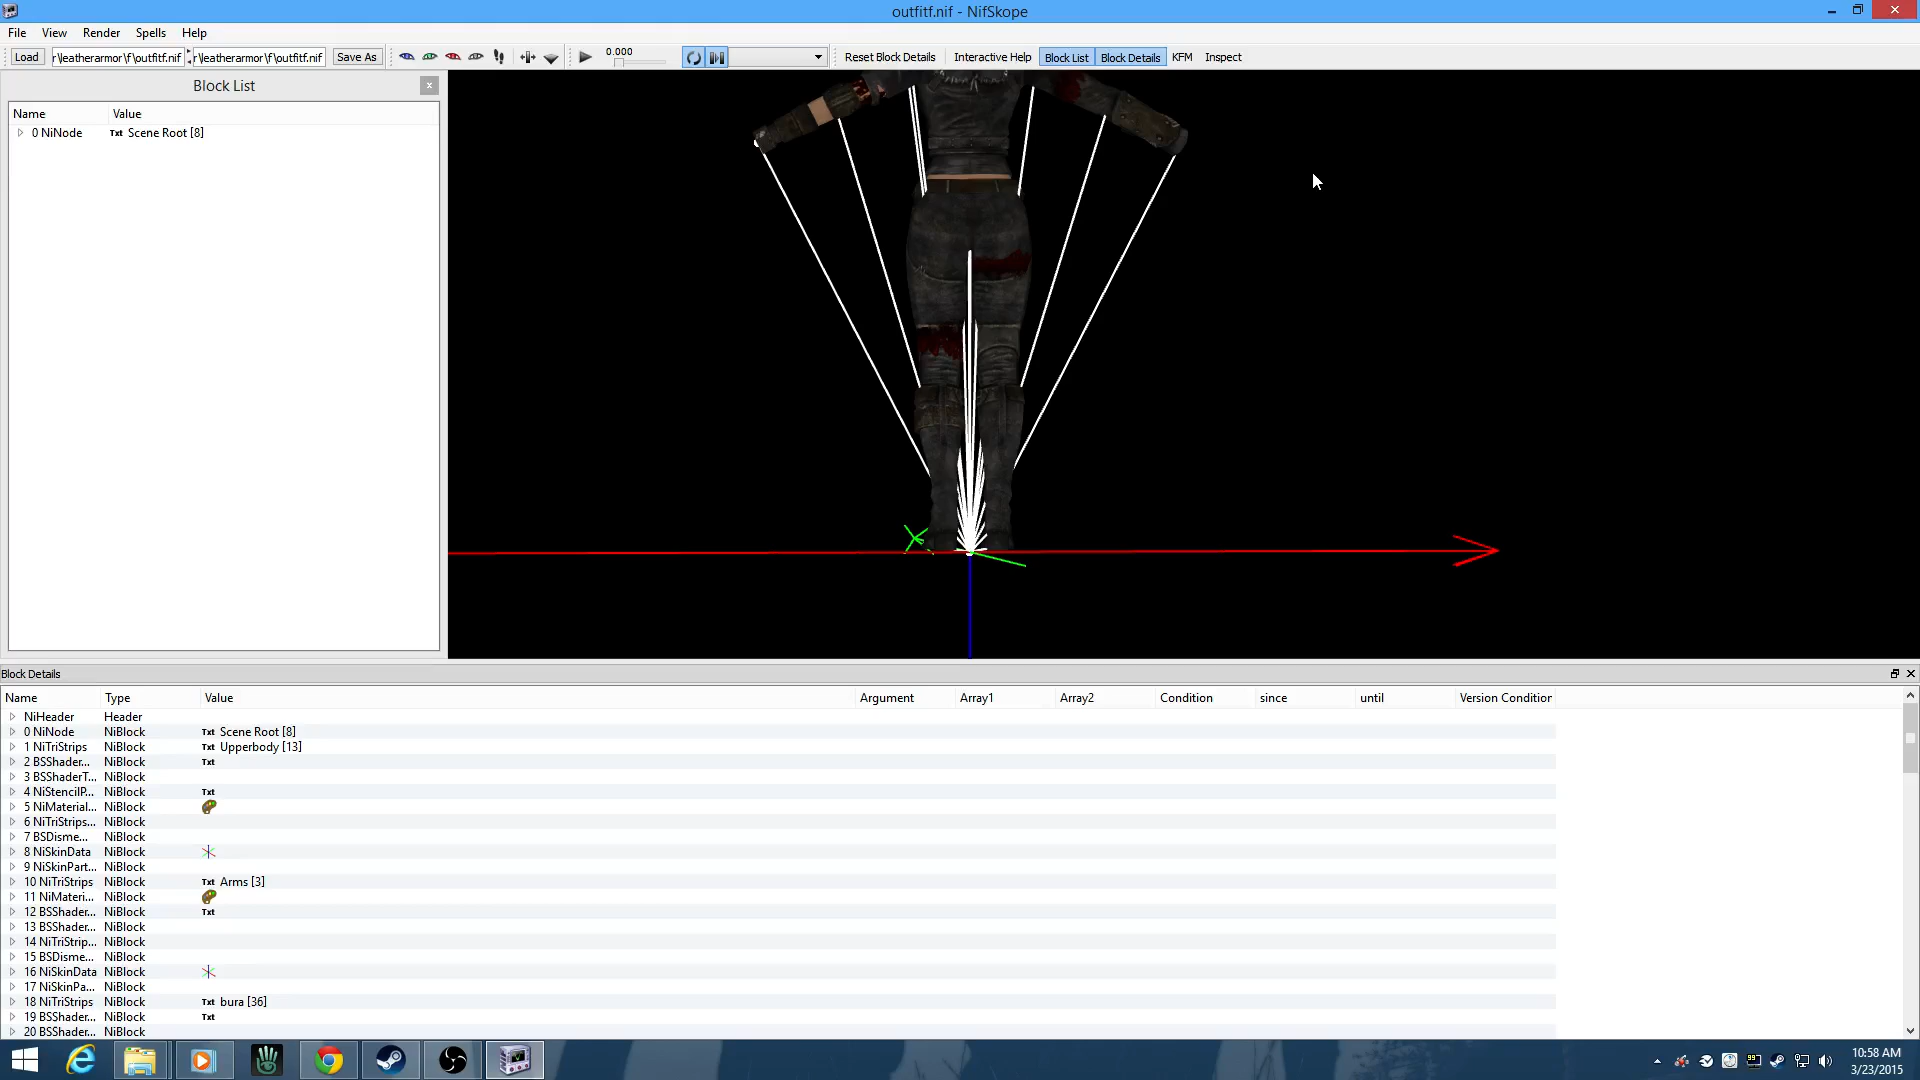 outfitf.nif - NifSkope
File View Render Spells Help
Load r\leatherarmor\f\outfitf.nif r\leatherarmor\f\outfitf.nif Save As 0.000 Reset Block Details Interactive Help Block List Block Details KFM Inspect
Block List
Name Value
0 NiNode Txt Scene Root [8]
Block Details
Name Type Value Argument Array1 Array2 Condition since until Version Condition
NiHeader Header
0 NiNode NiBlock Txt Scene Root [8]
1 NiTriStrips NiBlock Txt Upperbody [13]
2 BSShader... NiBlock Txt
3 BSShaderT... NiBlock
4 NiStencilP... NiBlock Txt
5 NiMaterial... NiBlock
6 NiTriStrips... NiBlock
7 BSDisme... NiBlock
8 NiSkinData NiBlock
9 NiSkinPart... NiBlock
10 NiTriStrips NiBlock Txt Arms [3]
11 NiMateri... NiBlock
12 BSShader... NiBlock Txt
13 BSShader... NiBlock
14 NiTriStrip... NiBlock
15 BSDisme... NiBlock
16 NiSkinData NiBlock
17 NiSkinPa... NiBlock
18 NiTriStrips NiBlock Txt bura [36]
19 BSShader... NiBlock Txt
20 BSShader... NiBlock
99
10:58 AM
3/23/2015